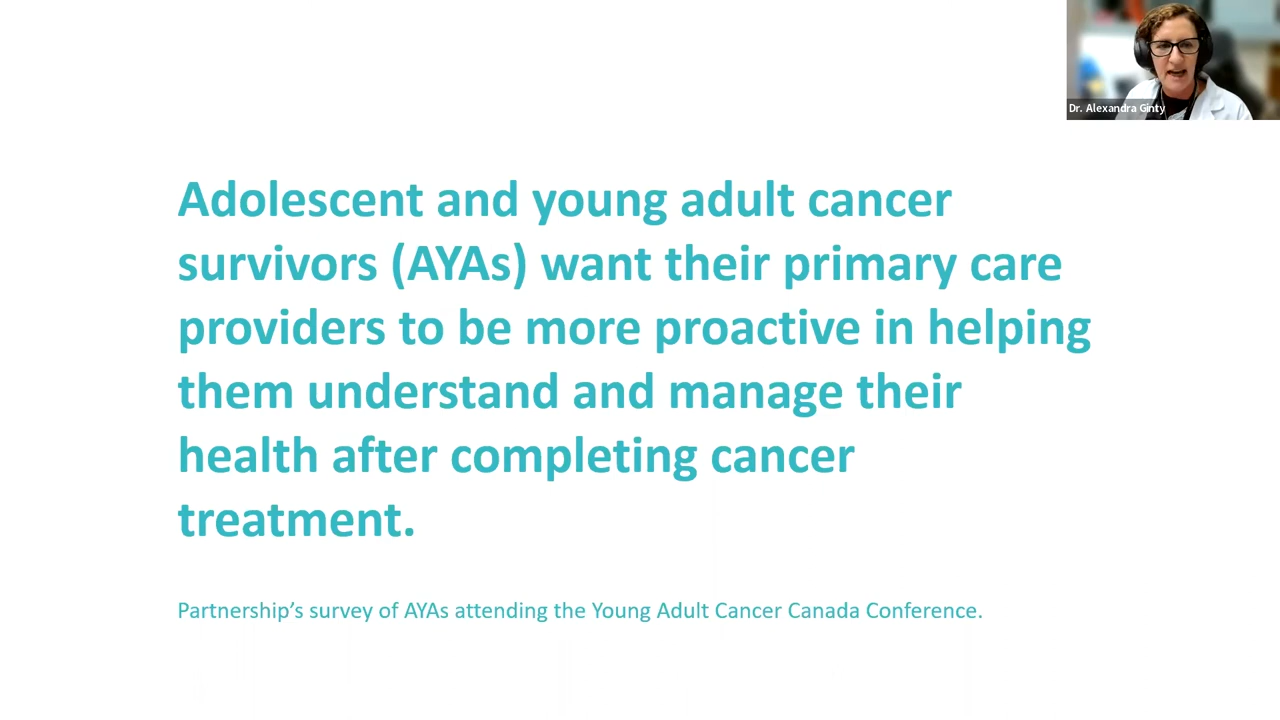 Dr. Alexandra Ginty
Adolescent and young adult cancer
survivors (AYAs) want their primary care
providers to be more proactive in helping
them understand and manage their
health after completing cancer
treatment.
Partnership’s survey of AYAs attending the Young Adult Cancer Canada Conference.